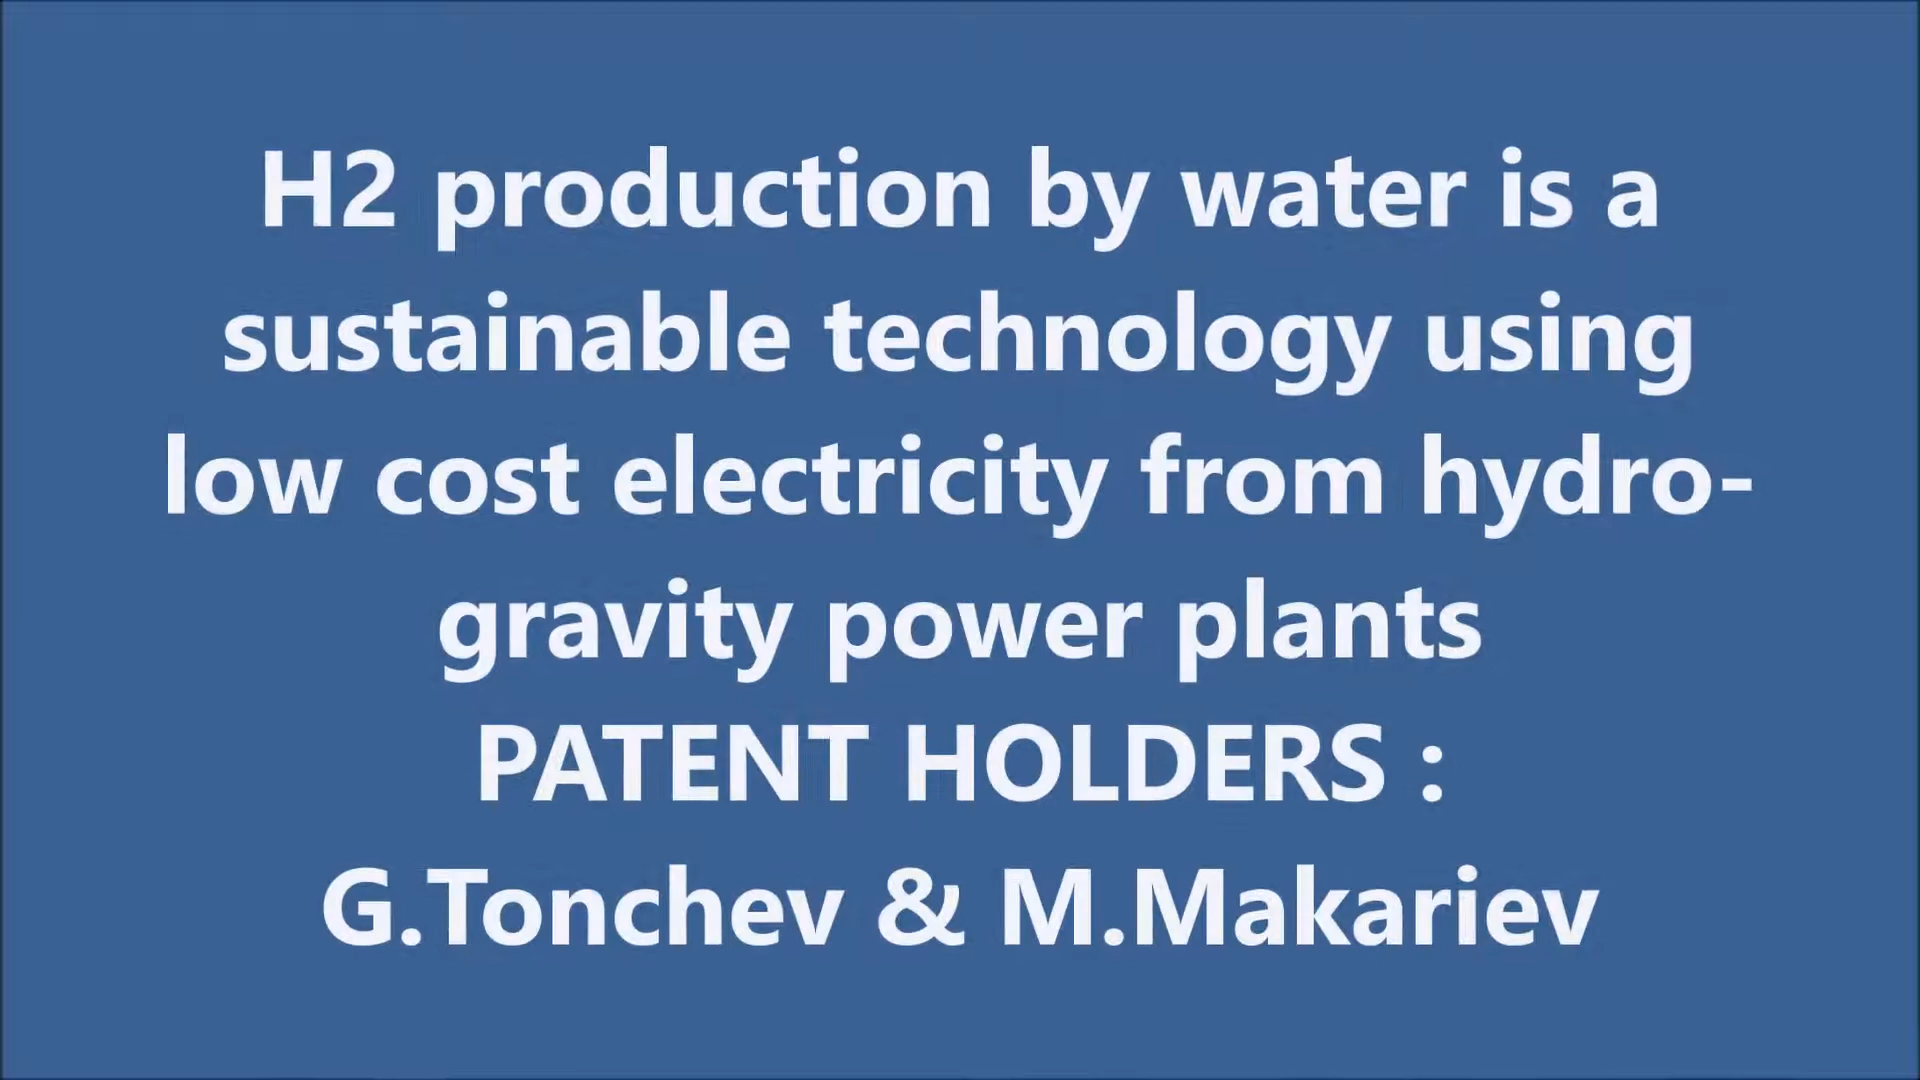 H2 production by water is a
sustainable technology using
low cost electricity from hydro-
gravity power plants
PATENT HOLDERS :
G.Tonchev & M.Makariev